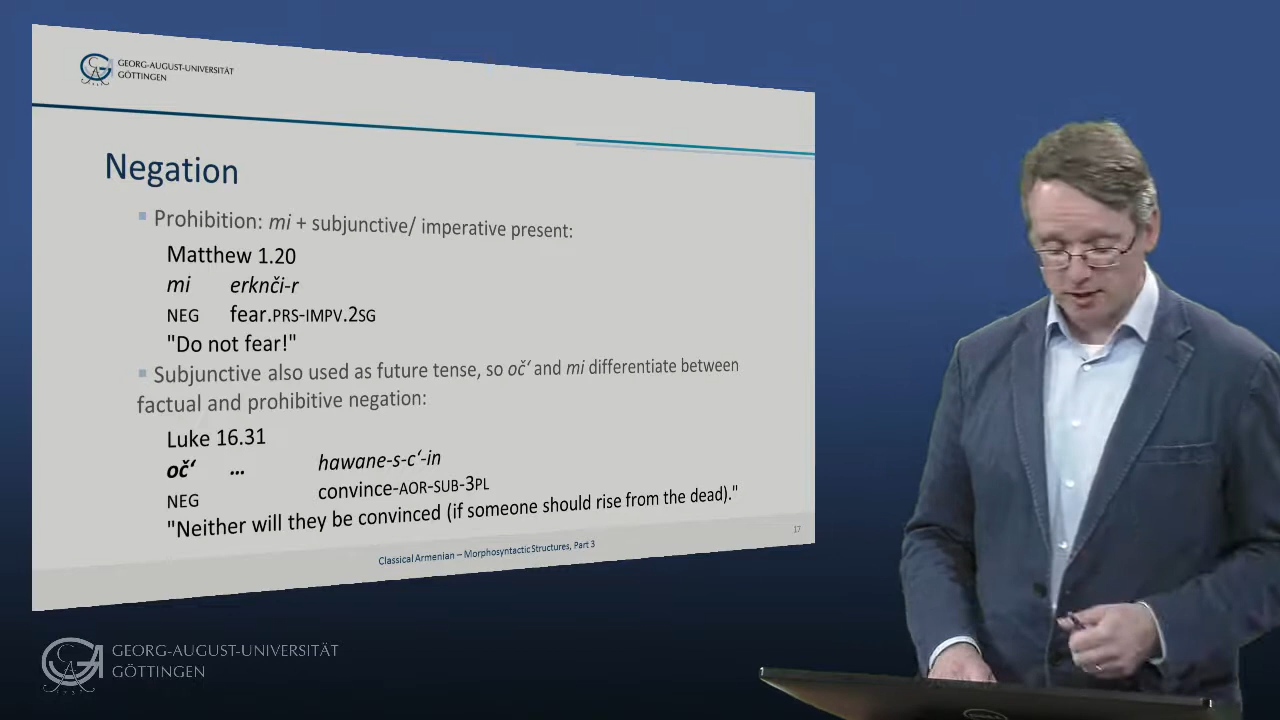 GEORG-AUGUST-UNIVERSITÄT
GÖTTINGEN
Negation
Prohibition: mi + subjunctive/ imperative present:
Matthew 1.20
mi erknči-r
NEG fear.PRS-IMPV.2SG
"Do not fear!"
Subjunctive also used as future tense, so očʻ and mi differentiate between
factual and prohibitive negation:
Luke 16.31
očʻ ... hawane-s-cʻ-in
NEG convince-AOR-SUB-3PL
"Neither will they be convinced (if someone should rise from the dead)."
17
Classical Armenian – Morphosyntactic Structures, Part 3
GEORG-AUGUST-UNIVERSITÄT
GÖTTINGEN